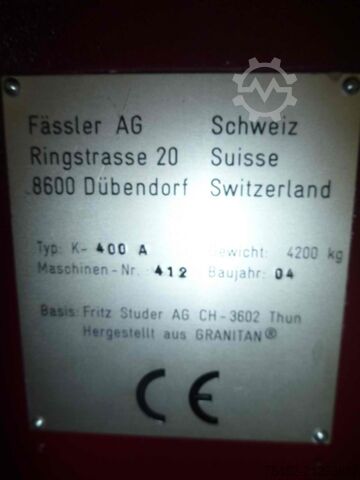 Fässler AG Schweiz
Ringstrasse 20 Suisse
8600 Dübendorf Switzerland
Typ: K- 400 A Gewicht: 4200 kg
Maschinen-Nr. 412 Baujahr: 04
Basis: Fritz Studer AG CH-3602 Thun
Hergestellt aus GRANITAN®
CE